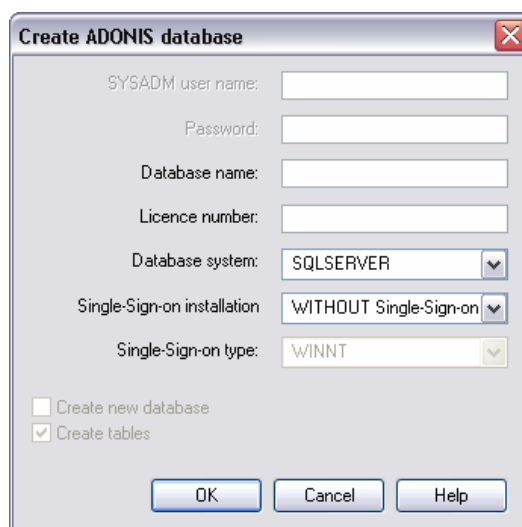 Create ADONIS database
SYSADM user name:
Password:
Database name:
Licence number:
Database system: SQLSERVER
Single-Sign-on installation WITHOUT Single-Sign-on
Single-Sign-on type: WINNT
Create new database
Create tables
OK Cancel Help